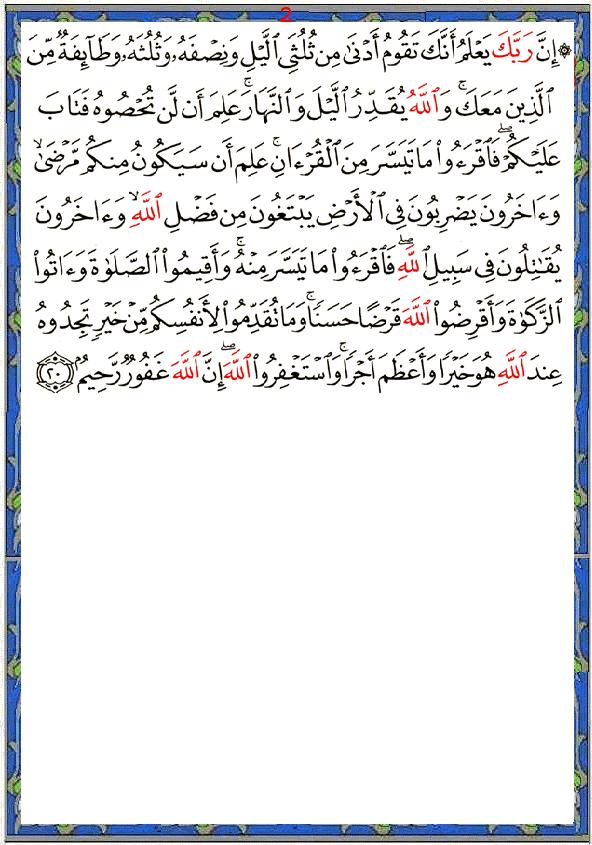 2
۞ إِنَّ رَبَّكَ يَعْلَمُ أَنَّكَ تَقُومُ أَدْنَىٰ مِن ثُلُثَىِ ٱلَّيْلِ وَنِصْفَهُۥ وَثُلُثَهُۥ وَطَآئِفَةٌ مِّنَ
ٱلَّذِينَ مَعَكَ ۚ وَٱللَّهُ يُقَدِّرُ ٱلَّيْلَ وَٱلنَّهَارَ ۚ عَلِمَ أَن لَّن تُحْصُوهُ فَتَابَ
عَلَيْكُمْ ۖ فَٱقْرَءُوا۟ مَا تَيَسَّرَ مِنَ ٱلْقُرْءَانِ ۚ عَلِمَ أَن سَيَكُونُ مِنكُم مَّرْضَىٰ ۙ
وَءَاخَرُونَ يَضْرِبُونَ فِى ٱلْأَرْضِ يَبْتَغُونَ مِن فَضْلِ ٱللَّهِ ۙ وَءَاخَرُونَ
يُقَٰتِلُونَ فِى سَبِيلِ ٱللَّهِ ۖ فَٱقْرَءُوا۟ مَا تَيَسَّرَ مِنْهُ ۚ وَأَقِيمُوا۟ ٱلصَّلَوٰةَ وَءَاتُوا۟
ٱلزَّكَوٰةَ وَأَقْرِضُوا۟ ٱللَّهَ قَرْضًا حَسَنًا ۚ وَمَا تُقَدِّمُوا۟ لِأَنفُسِكُم مِّنْ خَيْرٍ تَجِدُوهُ
عِندَ ٱللَّهِ هُوَ خَيْرًا وَأَعْظَمَ أَجْرًا ۚ وَٱسْتَغْفِرُوا۟ ٱللَّهَ ۖ إِنَّ ٱللَّهَ غَفُورٌ رَّحِيمٌۢ ٢٠